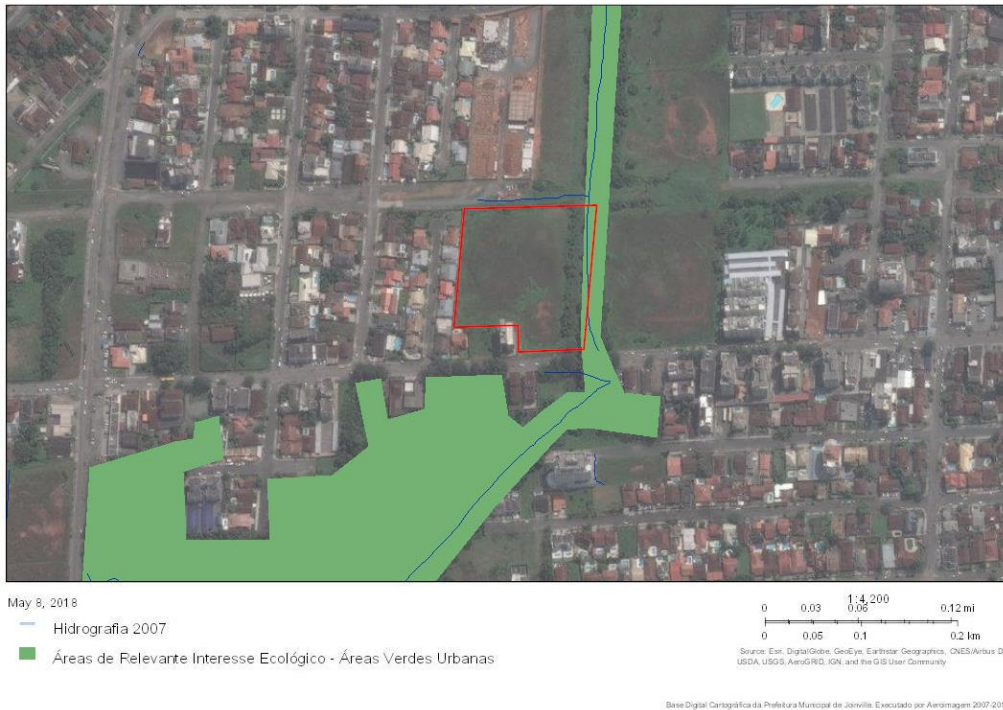 May 8, 2018
Hidrografia 2007
Áreas de Relevante Interesse Ecológico - Áreas Verdes Urbanas
1:4,200
0 0.03 0.06 0.12 mi
0 0.05 0.1 0.2 km
Source: Esri, DigitalGlobe, GeoEye, Earthstar Geographics, CNES/Airbus D
USDA, USGS, AeroGRID, IGN, and the GIS User Community
Base Digital Cartográfica da Prefeitura Municipal de Joinville. Executado por Aeroimagem 2007-201